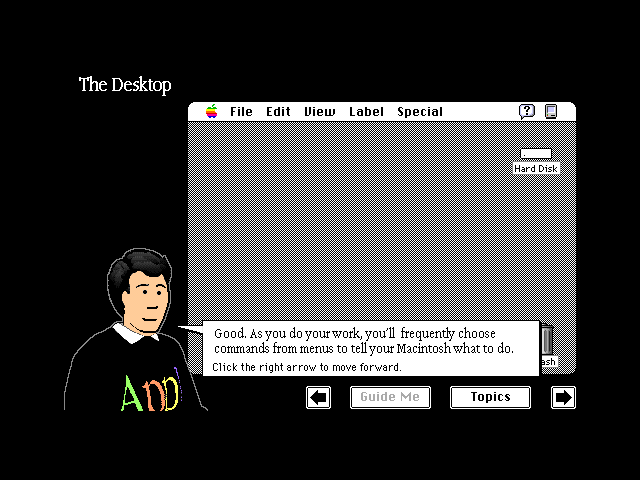 The Desktop
File Edit View Label Special
Hard Disk
Good. As you do your work, you'll frequently choose
commands from menus to tell your Macintosh what to do.
Click the right arrow to move forward.
ash
Appl
Guide Me Topics